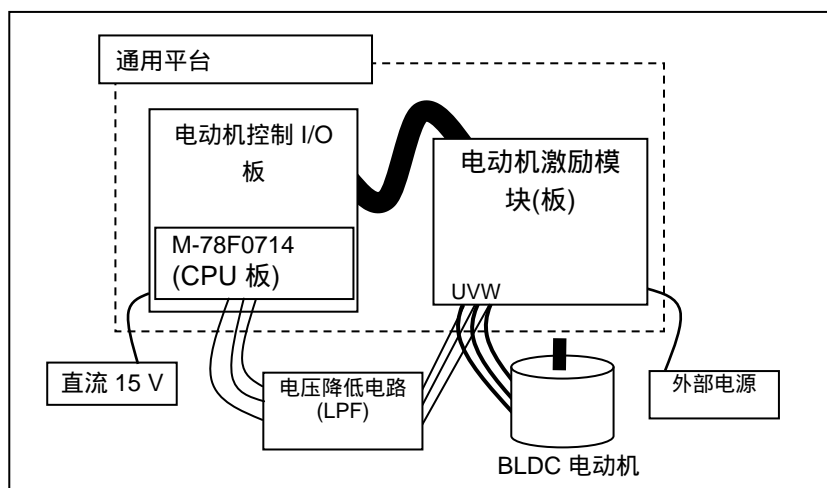 通用平台
电动机控制 I/O
板
电动机激励模
块(板)
M-78F0714
(CPU 板)
UVW
直流 15 V
电压降低电路
(LPF)
外部电源
BLDC 电动机